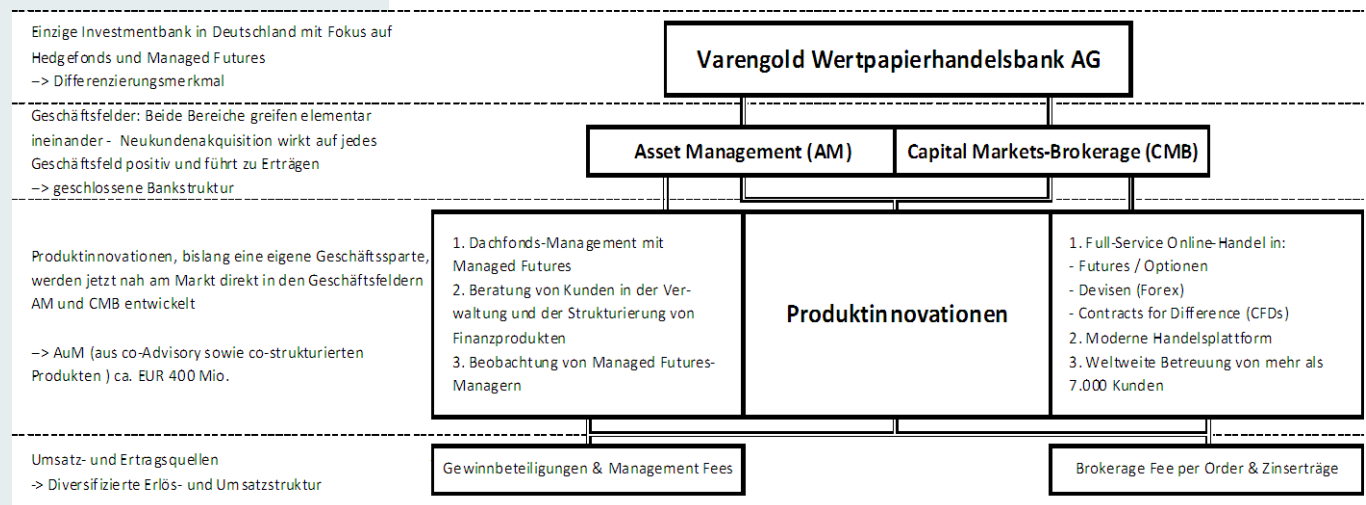 Einzige Investmentbank in Deutschland mit Fokus auf
Hedgefonds und Managed Futures
–> Differenzierungsmerkmal
Varengold Wertpapierhandelsbank AG
Geschäftsfelder: Beide Bereiche greifen elementar
ineinander - Neukundenakquisition wirkt auf jedes
Geschäftsfeld positiv und führt zu Erträgen
–> geschlossene Bankstruktur
Asset Management (AM)
Capital Markets-Brokerage (CMB)
Produktinnovationen, bislang eine eigene Geschäftssparte,
werden jetzt nah am Markt direkt in den Geschäftsfeldern
AM und CMB entwickelt
–> AuM (aus co-Advisory sowie co-strukturierten
Produkten ) ca. EUR 400 Mio.
1. Dachfonds-Management mit
Managed Futures
2. Beratung von Kunden in der Ver-
waltung und der Strukturierung von
Finanzprodukten
3. Beobachtung von Managed Futures-
Managern
Produktinnovationen
1. Full-Service Online-Handel in:
- Futures / Optionen
- Devisen (Forex)
- Contracts for Difference (CFDs)
2. Moderne Handelsplattform
3. Weltweite Betreuung von mehr als
7.000 Kunden
Umsatz- und Ertragsquellen
-> Diversifizierte Erlös- und Umsatzstruktur
Gewinnbeteiligungen & Management Fees
Brokerage Fee per Order & Zinserträge